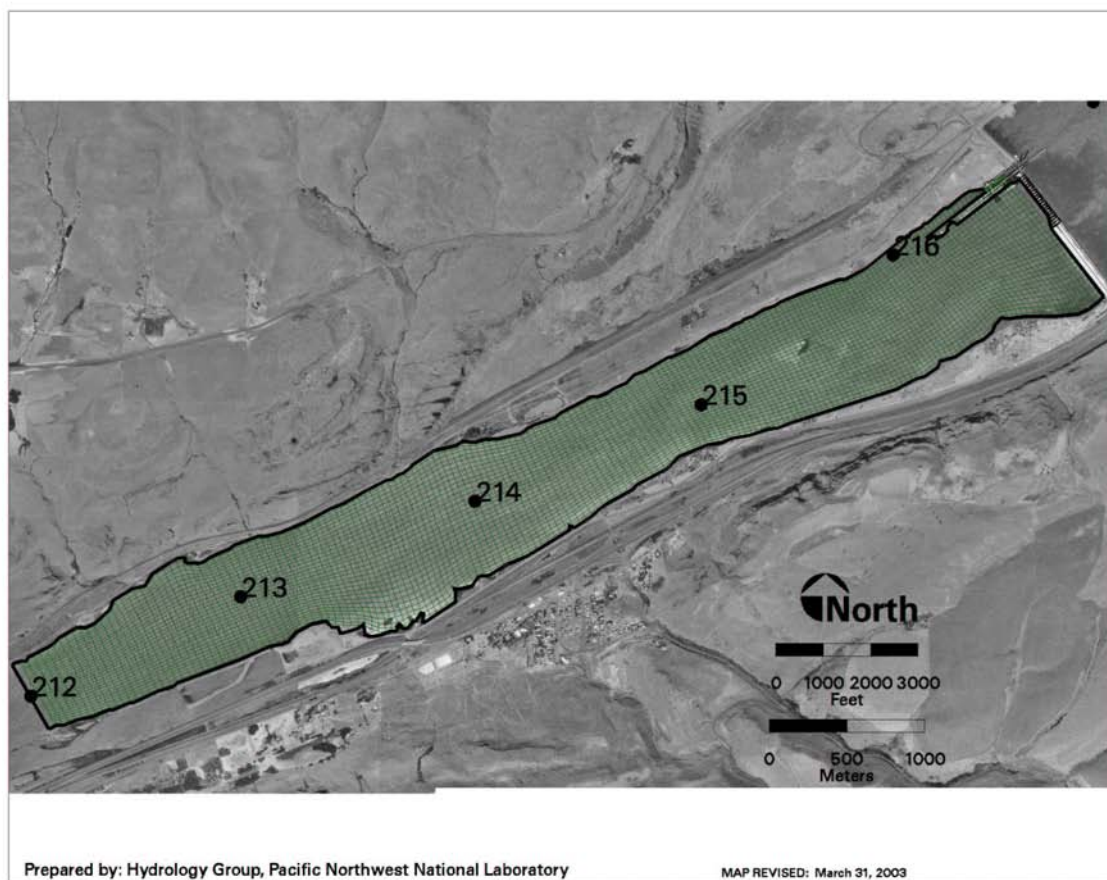 216
215
214
213
212
North
0 1000 2000 3000
Feet
0 500 1000
Meters
Prepared by: Hydrology Group, Pacific Northwest National Laboratory
MAP REVISED: March 31, 2003